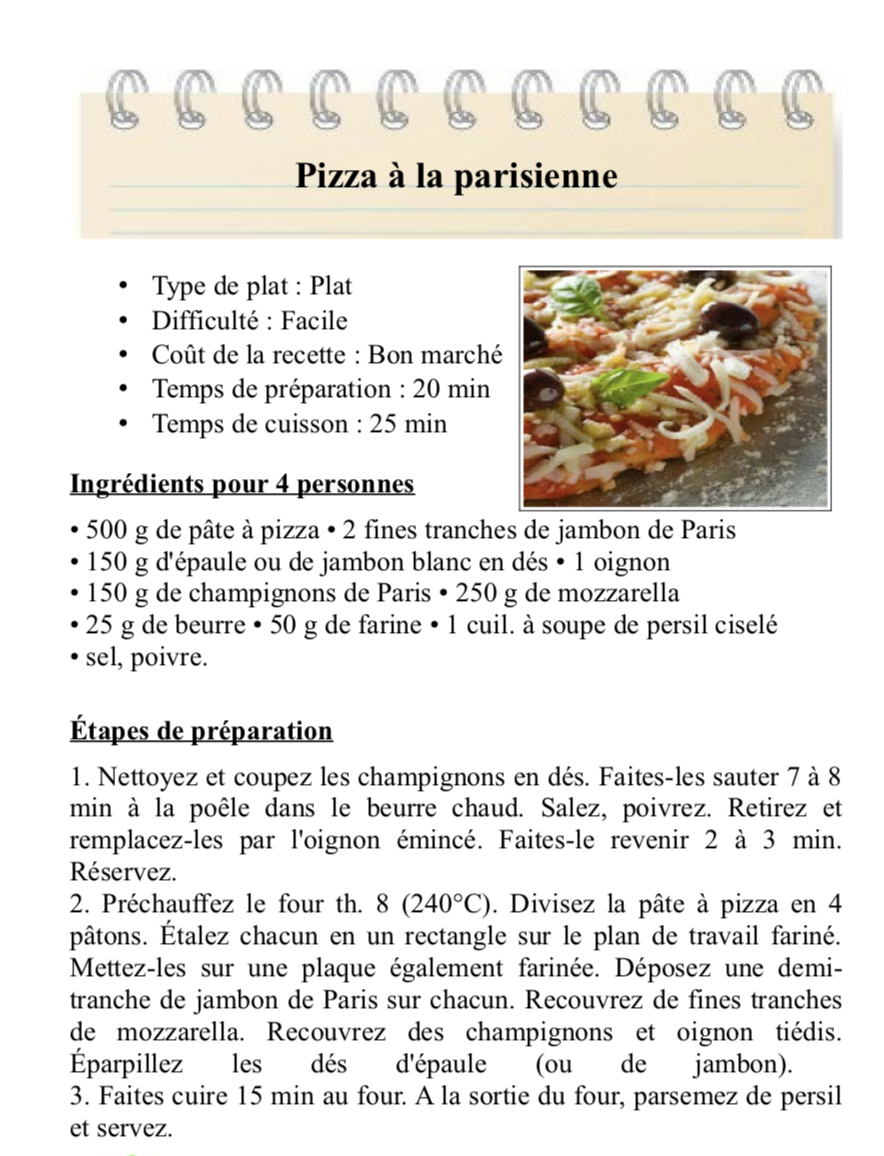 Pizza à la parisienne
• Type de plat : Plat
• Difficulté : Facile
• Coût de la recette : Bon marché
• Temps de préparation : 20 min
• Temps de cuisson : 25 min
Ingrédients pour 4 personnes
• 500 g de pâte à pizza • 2 fines tranches de jambon de Paris
• 150 g d'épaule ou de jambon blanc en dés • 1 oignon
• 150 g de champignons de Paris • 250 g de mozzarella
• 25 g de beurre • 50 g de farine • 1 cuil. à soupe de persil ciselé
• sel, poivre.
Étapes de préparation
1. Nettoyez et coupez les champignons en dés. Faites-les sauter 7 à 8
min à la poêle dans le beurre chaud. Salez, poivrez. Retirez et
remplacez-les par l'oignon émincé. Faites-le revenir 2 à 3 min.
Réservez.
2. Préchauffez le four th. 8 (240°C). Divisez la pâte à pizza en 4
pâtons. Étalez chacun en un rectangle sur le plan de travail fariné.
Mettez-les sur une plaque également farinée. Déposez une demi-
tranche de jambon de Paris sur chacun. Recouvrez de fines tranches
de mozzarella. Recouvrez des champignons et oignon tiédis.
Éparpillez les dés d'épaule (ou de jambon).
3. Faites cuire 15 min au four. A la sortie du four, parsemez de persil
et servez.